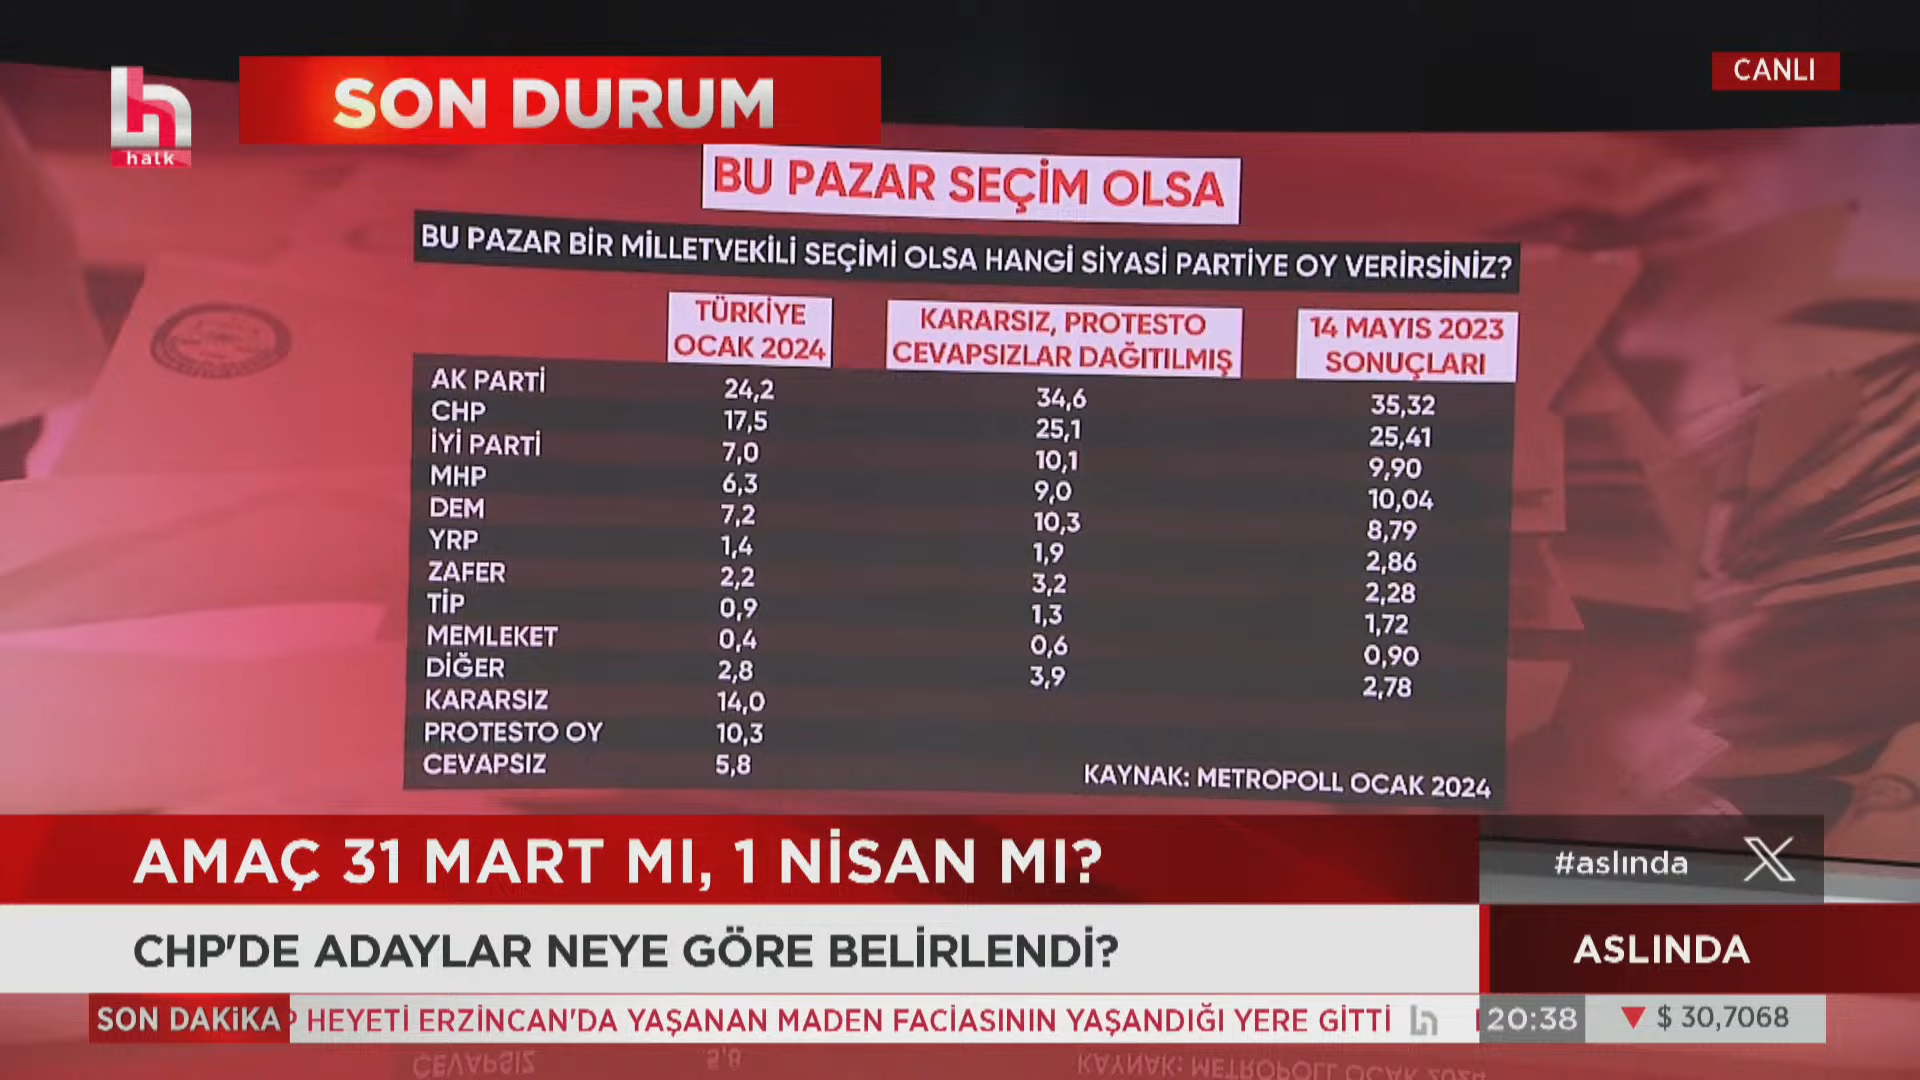 SON DURUM
CANLI
halk
BU PAZAR SEÇİM OLSA
BU PAZAR BİR MİLLETVEKİLİ SEÇİMİ OLSA HANGİ SİYASİ PARTİYE OY VERİRSİNİZ?
TÜRKİYE OCAK 2024 KARARSIZ, PROTESTO CEVAPSIZLAR DAĞITILMIŞ 14 MAYIS 2023 SONUÇLARI
AK PARTİ 24,2 34,6 35,32
CHP 17,5 25,1 25,41
İYİ PARTİ 7,0 10,1 9,90
MHP 6,3 9,0 10,04
DEM 7,2 10,3 8,79
YRP 1,4 1,9 2,86
ZAFER 2,2 3,2 2,28
TİP 0,9 1,3 1,72
MEMLEKET 0,4 0,6 0,90
DİĞER 2,8 3,9 2,78
KARARSIZ 14,0
PROTESTO OY 10,3
CEVAPSIZ 5,8
KAYNAK: METROPOLL OCAK 2024
AMAÇ 31 MART MI, 1 NİSAN MI?
#aslında X
CHP'DE ADAYLAR NEYE GÖRE BELİRLENDİ?
ASLINDA
SON DAKİKA HEYETİ ERZİNCAN'DA YAŞANAN MADEN FACİASININ YAŞANDIĞI YERE GİTTİ 20:38 $ 30,7068